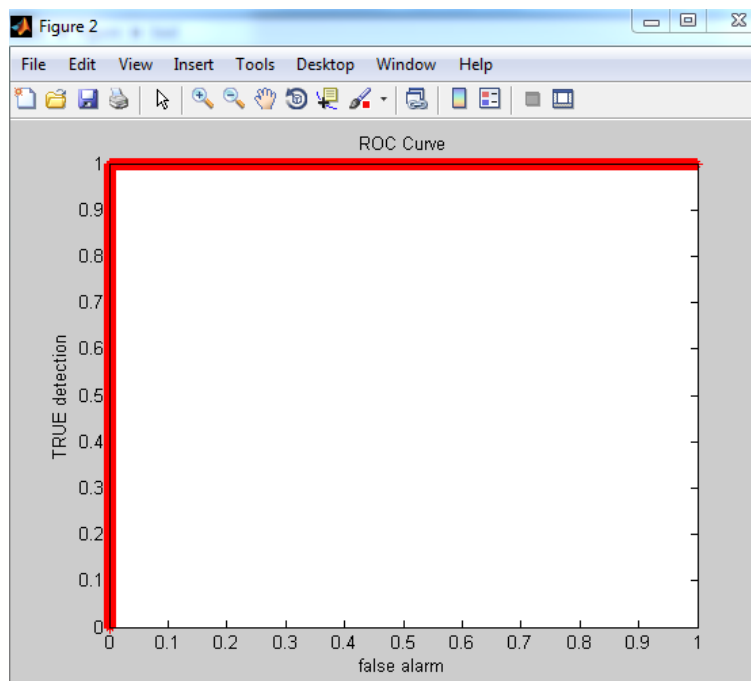 Figure 2
File Edit View Insert Tools Desktop Window Help
ROC Curve
1
0.9
0.8
0.7
0.6
0.5
0.4
0.3
0.2
0.1
0
TRUE detection
0 0.1 0.2 0.3 0.4 0.5 0.6 0.7 0.8 0.9 1
false alarm